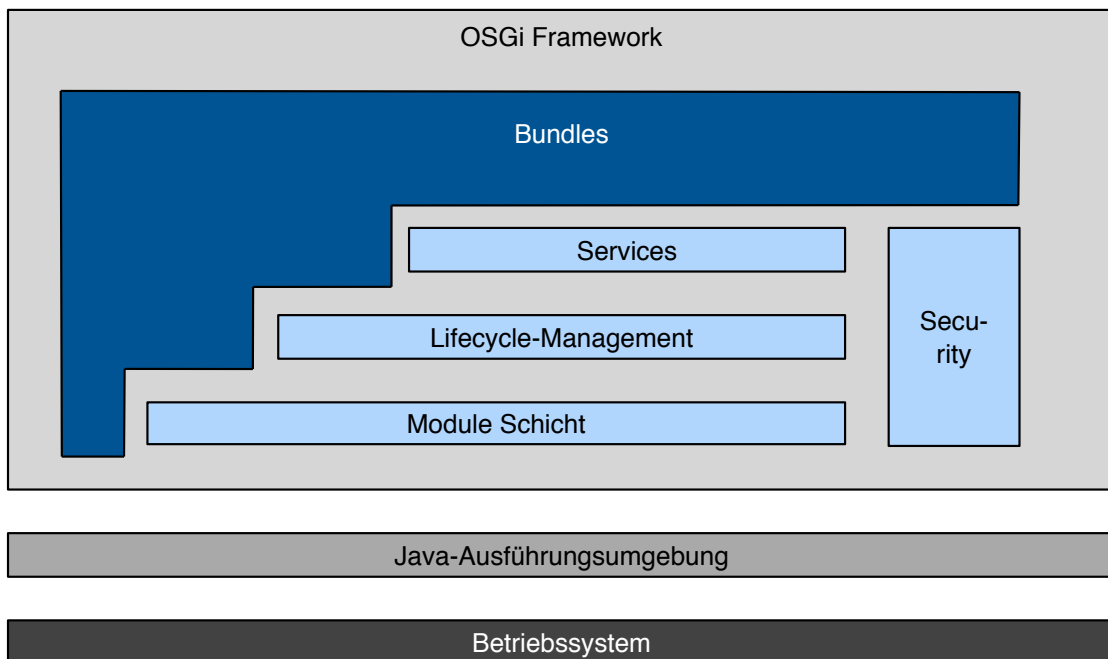 OSGi Framework
Bundles
Services
Lifecycle-Management
Module Schicht
Secu-
rity
Java-Ausführungsumgebung
Betriebssystem